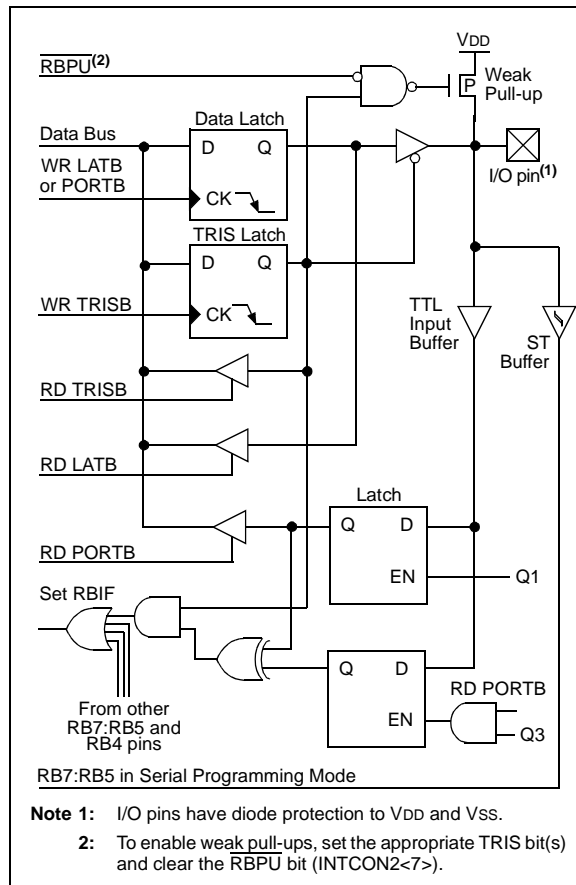 VDD
RBPU(2)
P
Weak
Pull-up
Data Latch
Data Bus
D Q
WR LATB
or PORTB
CK
I/O pin(1)
TRIS Latch
D Q
WR TRISB
CK
TTL
Input
Buffer
ST
Buffer
RD TRISB
RD LATB
Latch
Q D
RD PORTB
EN
Q1
Set RBIF
Q D
RD PORTB
EN
Q3
From other
RB7:RB5 and
RB4 pins
RB7:RB5 in Serial Programming Mode
Note 1: I/O pins have diode protection to VDD and VSS.
2: To enable weak pull-ups, set the appropriate TRIS bit(s)
and clear the RBPU bit (INTCON2<7>).